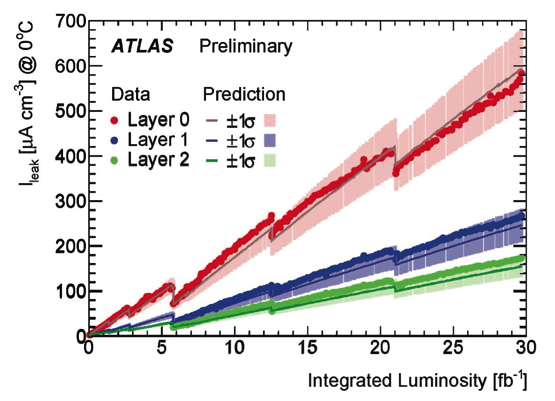 700
600
500
400
300
200
100
0
I_leak [µA cm⁻³] @ 0°C
ATLAS Preliminary
Data Prediction
Layer 0 ±1σ
Layer 1 ±1σ
Layer 2 ±1σ
0 5 10 15 20 25 30
Integrated Luminosity [fb⁻¹]